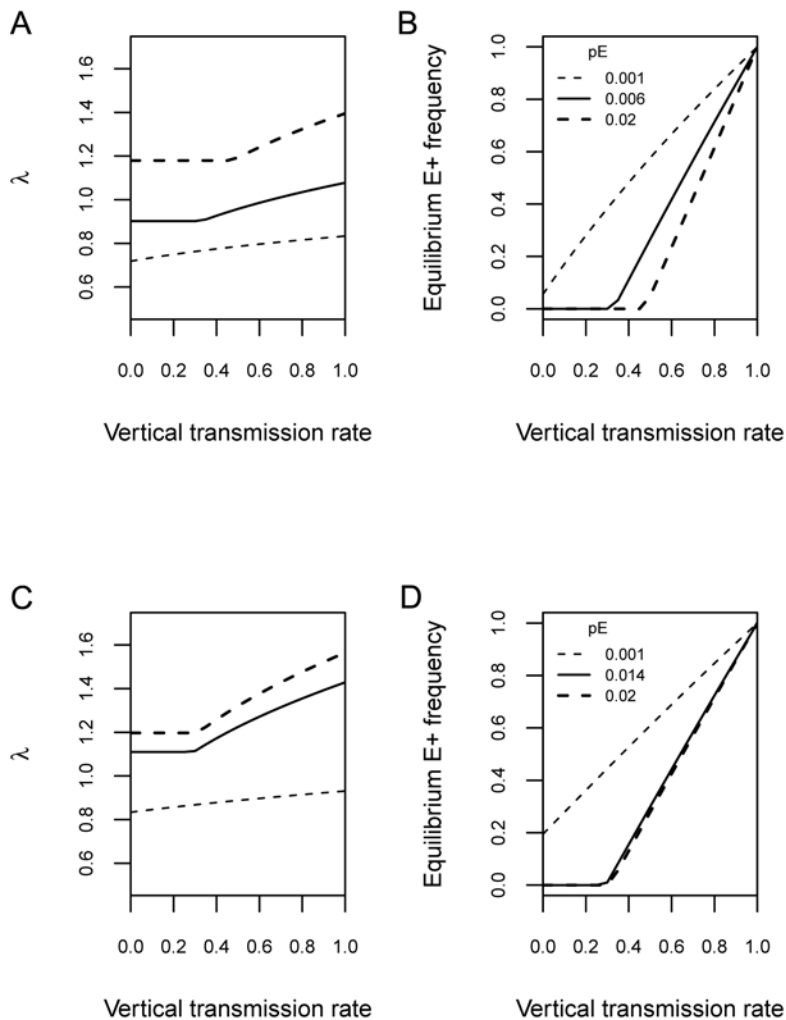 A
λ
1.6
1.4
1.2
1.0
0.8
0.6
0.0 0.2 0.4 0.6 0.8 1.0
Vertical transmission rate
B
Equilibrium E+ frequency
1.0
0.8
0.6
0.4
0.2
0.0
pE
0.001
0.006
0.02
0.0 0.2 0.4 0.6 0.8 1.0
Vertical transmission rate
C
λ
1.6
1.4
1.2
1.0
0.8
0.6
0.0 0.2 0.4 0.6 0.8 1.0
Vertical transmission rate
D
Equilibrium E+ frequency
1.0
0.8
0.6
0.4
0.2
0.0
pE
0.001
0.014
0.02
0.0 0.2 0.4 0.6 0.8 1.0
Vertical transmission rate